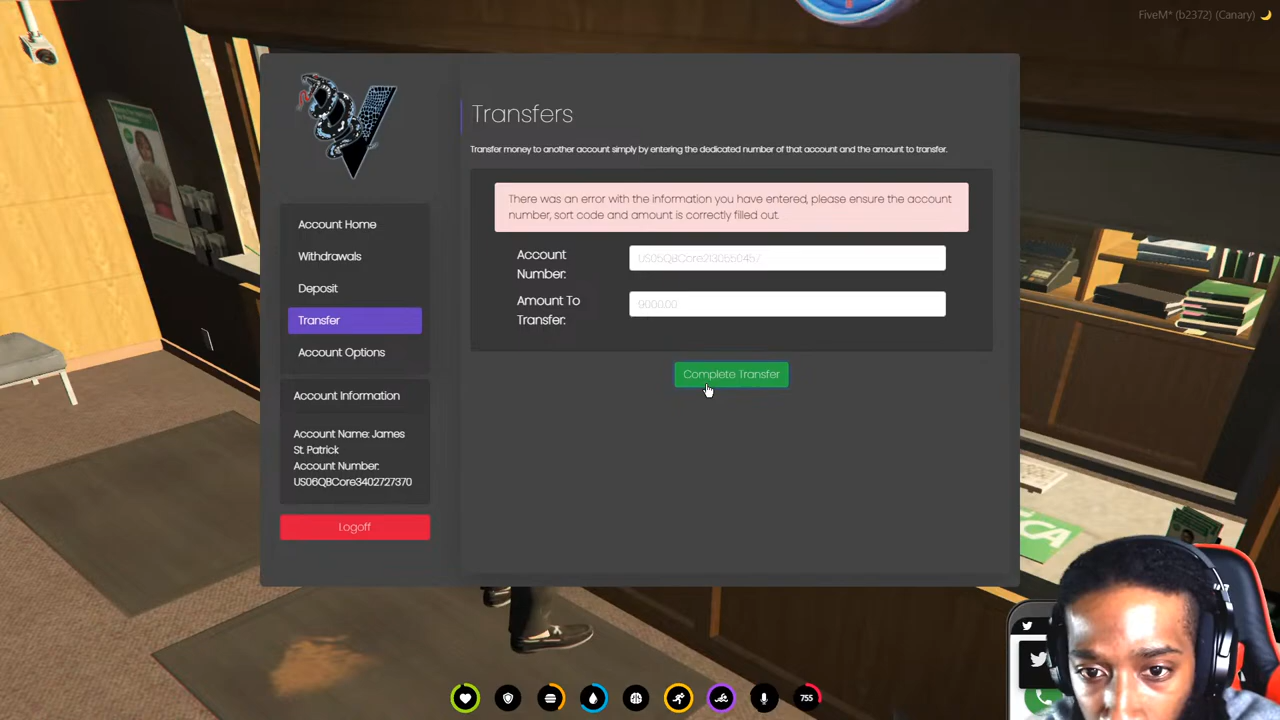 FiveM* (b2372) (Canary)
Transfers
Transfer money to another account simply by entering the dedicated number of that account and the amount to transfer.
There was an error with the information you have entered, please ensure the account
number, sort code and amount is correctly filled out.
Account
Number:
Amount To
Transfer:
9000.00
Complete Transfer
Account Home
Withdrawals
Deposit
Transfer
Account Options
Account Information
Account Name: James
St. Patrick
Account Number:
US06QBCore3402727370
Logoff
755